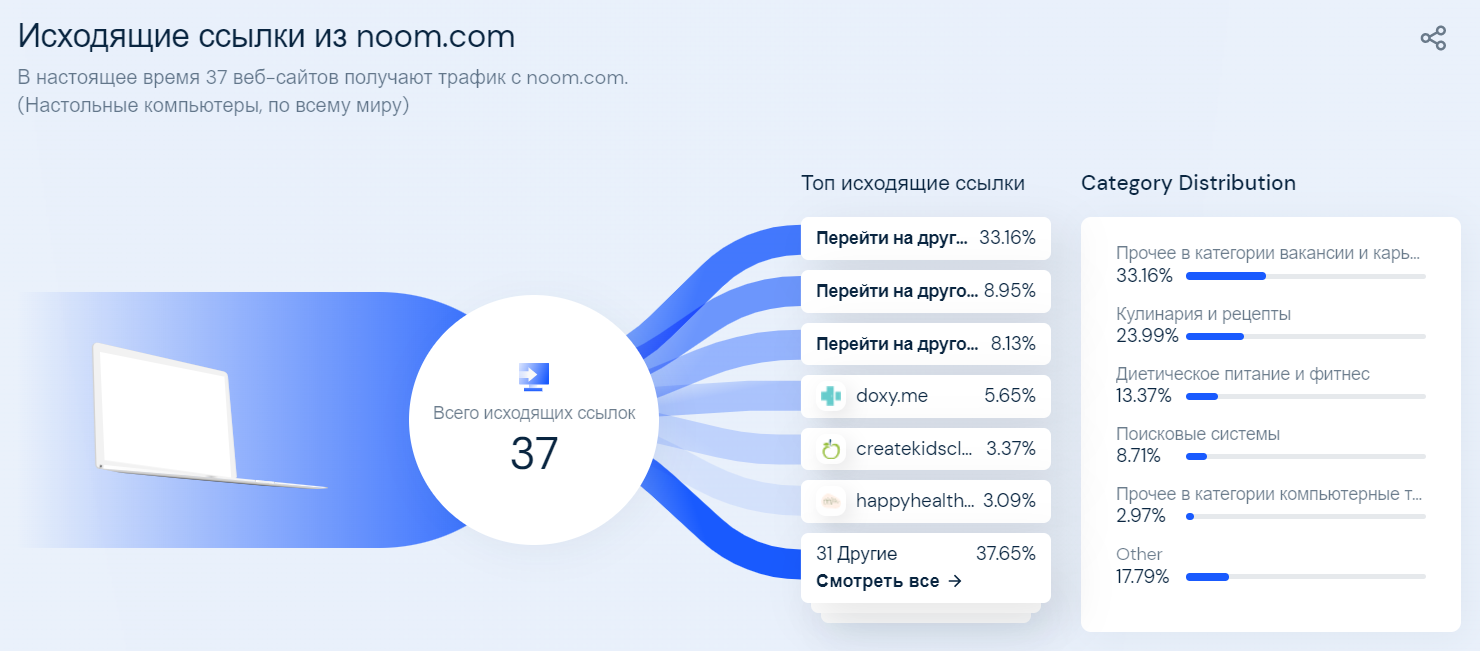 Исходящие ссылки из noom.com
В настоящее время 37 веб-сайтов получают трафик с noom.com.
(Настольные компьютеры, по всему миру)
Всего исходящих ссылок
37
Топ исходящие ссылки
Перейти на друг... 33.16%
Перейти на друго... 8.95%
Перейти на друго... 8.13%
doxy.me 5.65%
createkidscl... 3.37%
happyhealth... 3.09%
31 Другие 37.65%
Смотреть все →
Category Distribution
Прочее в категории вакансии и карь...
33.16%
Кулинария и рецепты
23.99%
Диетическое питание и фитнес
13.37%
Поисковые системы
8.71%
Прочее в категории компьютерные т...
2.97%
Other
17.79%